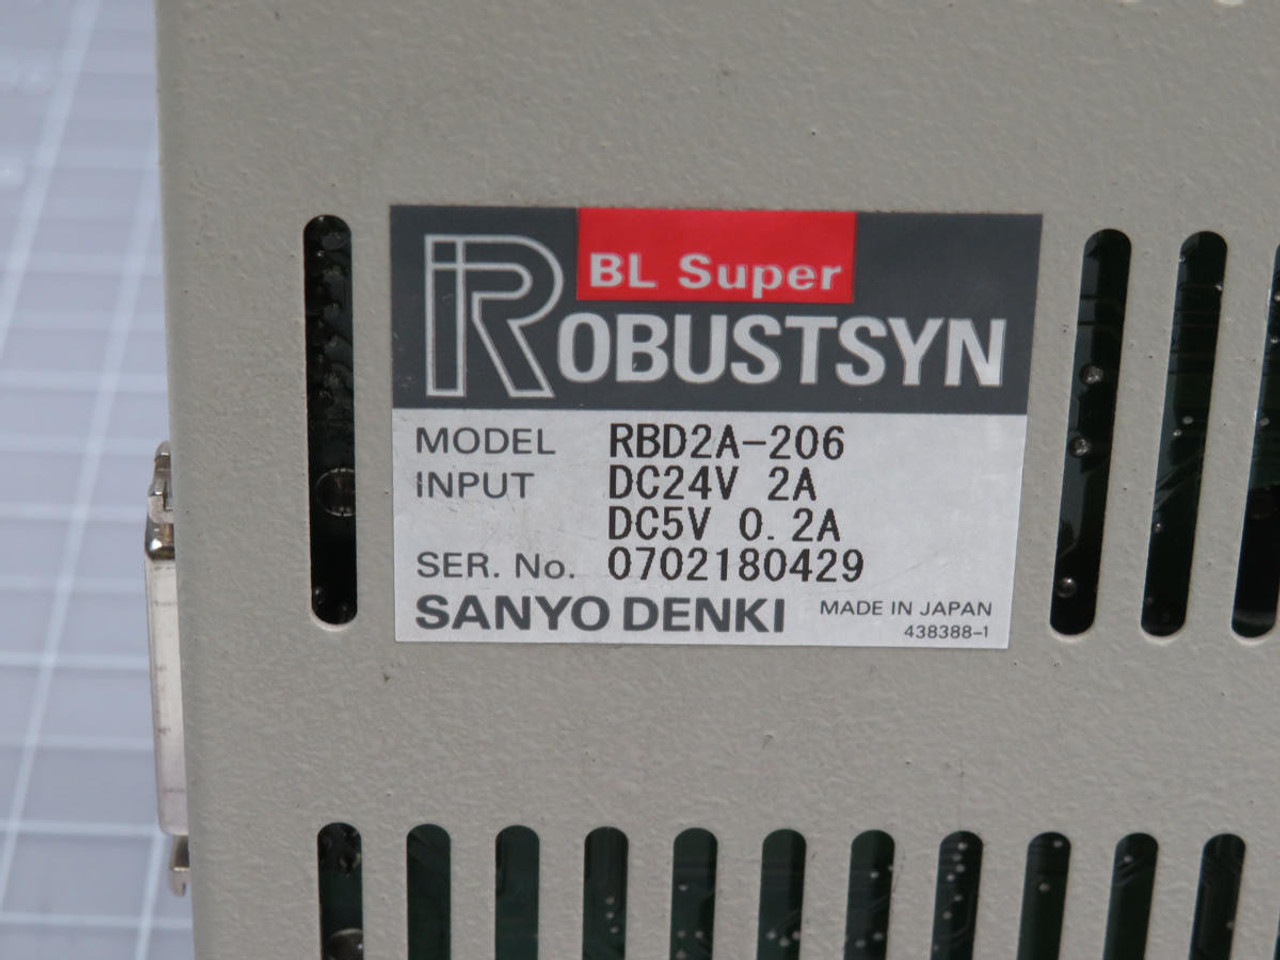 BL Super
ROBUSTSYN
MODEL RBD2A-206
INPUT DC24V 2A
DC5V 0.2A
SER. No. 0702180429
SANYO DENKI MADE IN JAPAN
438388-1